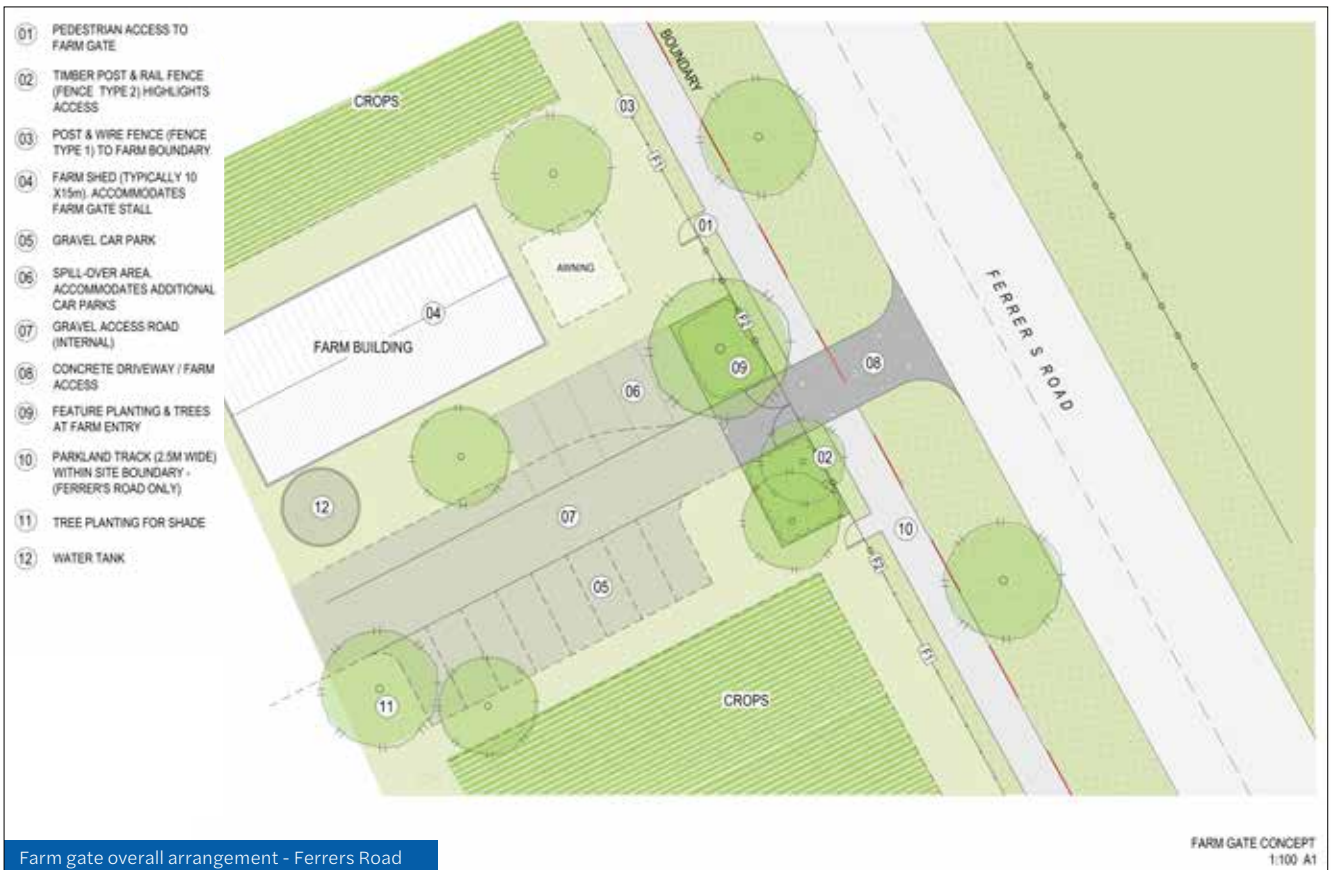 01 PEDESTRIAN ACCESS TO
FARM GATE
02 TIMBER POST & RAIL FENCE
(FENCE TYPE 2) HIGHLIGHTS
ACCESS
03 POST & WIRE FENCE (FENCE
TYPE 1) TO FARM BOUNDARY.
04 FARM SHED (TYPICALLY 10
X15m). ACCOMMODATES
FARM GATE STALL
05 GRAVEL CAR PARK
06 SPILL-OVER AREA.
ACCOMMODATES ADDITIONAL
CAR PARKS
07 GRAVEL ACCESS ROAD
(INTERNAL)
08 CONCRETE DRIVEWAY / FARM
ACCESS
09 FEATURE PLANTING & TREES
AT FARM ENTRY
10 PARKLAND TRACK (2.5M WIDE)
WITHIN SITE BOUNDARY -
(FERRER'S ROAD ONLY)
11 TREE PLANTING FOR SHADE
12 WATER TANK
BOUNDARY
CROPS
03
F1
01
AWNING
FERRER S ROAD
04
FARM BUILDING
F2
09
08
06
02
12
07
10
F2
05
F1
CROPS
11
Farm gate overall arrangement - Ferrers Road
FARM GATE CONCEPT
1:100 A1